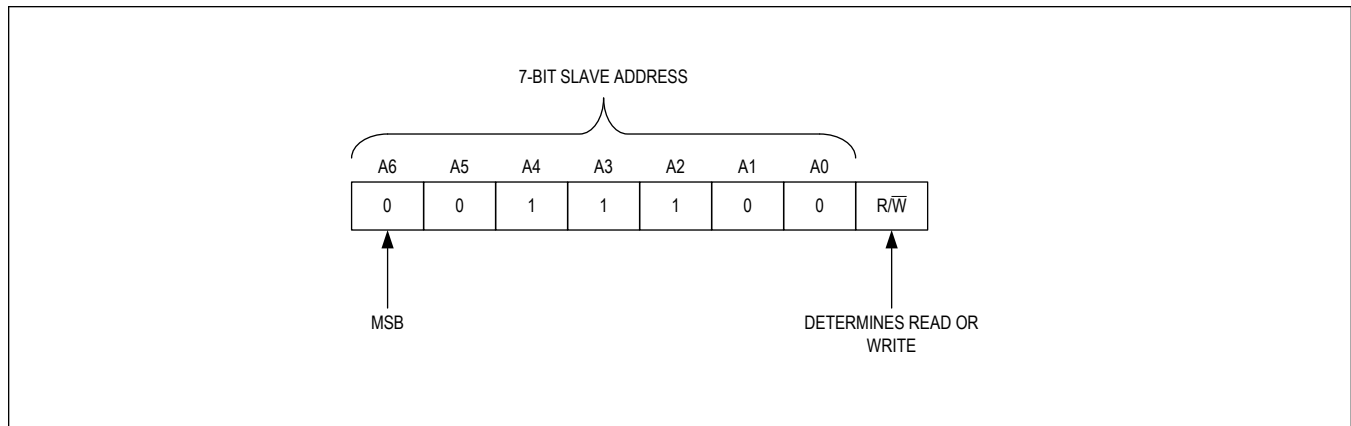 7-BIT SLAVE ADDRESS
A6 A5 A4 A3 A2 A1 A0
0 0 1 1 1 0 0 R/W̅
MSB
DETERMINES READ OR
WRITE